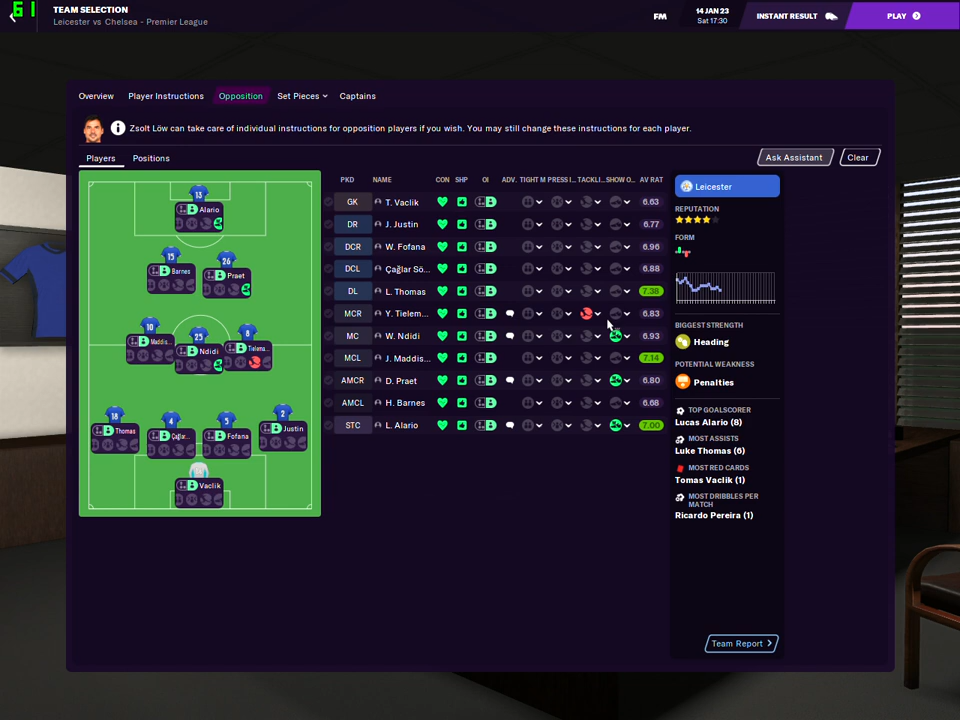 61
TEAM SELECTION
Leicester vs Chelsea - Premier League
FM
14 JAN 23
Sat 17:30
INSTANT RESULT
PLAY
Overview
Player Instructions
Opposition
Set Pieces
Captains
Zsolt Löw can take care of individual instructions for opposition players if you wish. You may still change these instructions for each player.
Players
Positions
Ask Assistant
Clear
13
Alario
15
Barnes
26
Praet
10
Maddis...
25
Ndidi
8
Tielema...
18
Thomas
4
Çağlar...
5
Fofana
2
Justin
Vaclik
PKD NAME CON SHP OI ADV. TIGHT M PRESS I... TACKLI... SHOW O... AV RAT
GK T. Vaclik 6.63
DR J. Justin 6.77
DCR W. Fofana 6.96
DCL Çağlar Sö... 6.88
DL L. Thomas 7.38
MCR Y. Tielem... 6.83
MC W. Ndidi 6.93
MCL J. Maddis... 7.14
AMCR D. Praet 6.80
AMCL H. Barnes 6.68
STC L. Alario 7.00
Leicester
REPUTATION
FORM
BIGGEST STRENGTH
Heading
POTENTIAL WEAKNESS
Penalties
TOP GOALSCORER
Lucas Alario (8)
MOST ASSISTS
Luke Thomas (6)
MOST RED CARDS
Tomas Vaclik (1)
MOST DRIBBLES PER
MATCH
Ricardo Pereira (1)
Team Report